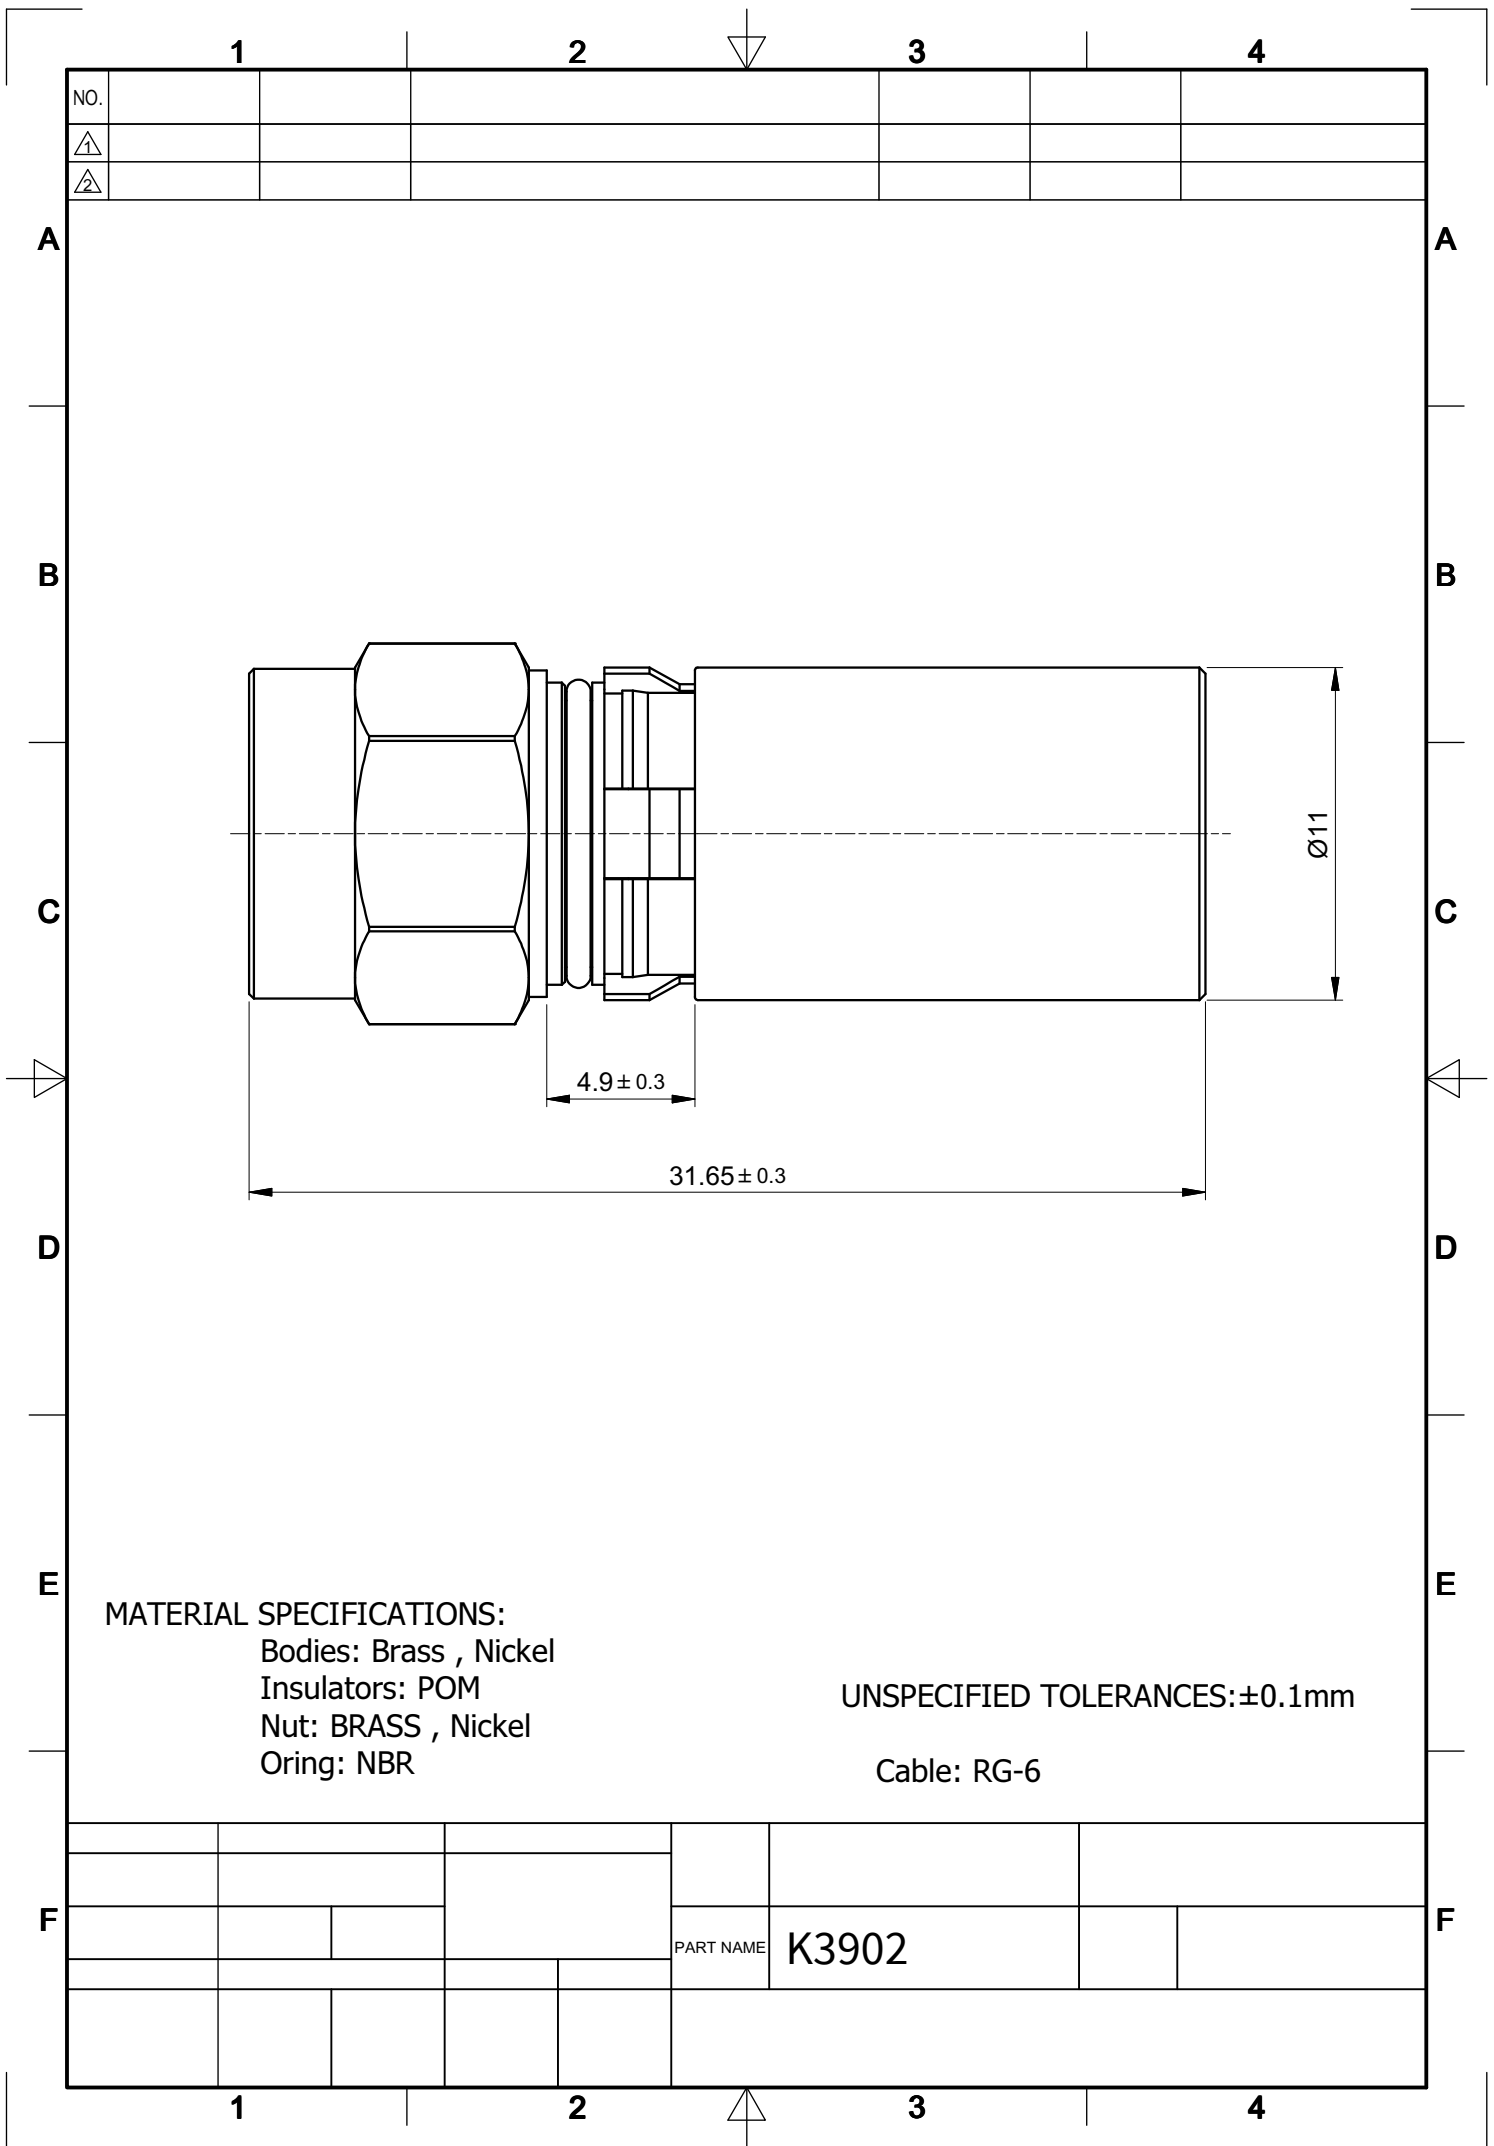 1 2 3 4
NO.
1
2
A A
B B
Ø11
C C
4.9±0.3
31.65±0.3
D D
E E
MATERIAL SPECIFICATIONS:
Bodies: Brass , Nickel
Insulators: POM
Nut: BRASS , Nickel
Oring: NBR
UNSPECIFIED TOLERANCES:±0.1mm
Cable: RG-6
F F
PART NAME K3902
1 2 3 4